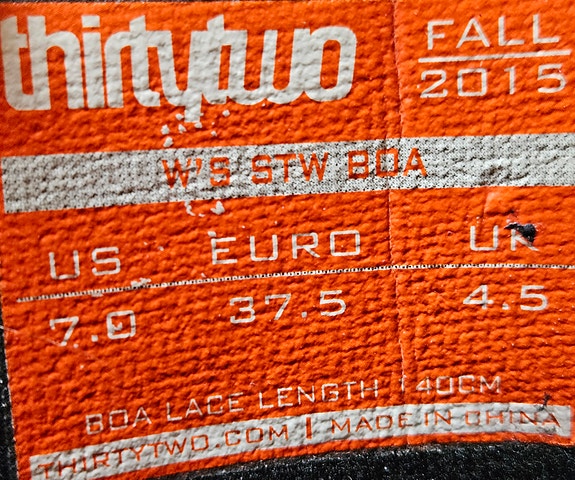 thirtytwo
FALL
2015
W'S STW BOA
US EURO UK
7.0 37.5 4.5
BOA LACE LENGTH 140CM
THIRTYTWO.COM | MADE IN CHINA